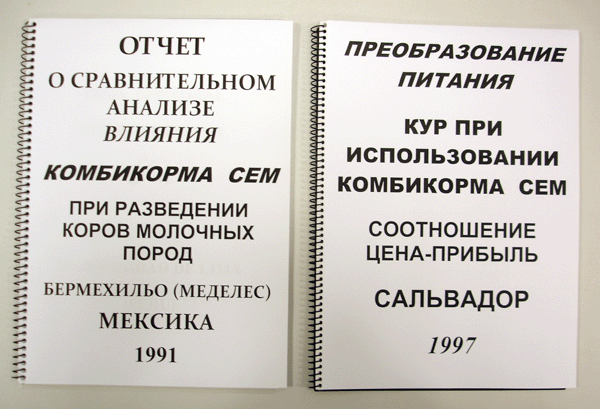 ОТЧЕТ
О СРАВНИТЕЛЬНОМ
АНАЛИЗЕ
ВЛИЯНИЯ
КОМБИКОРМА СЕМ
ПРИ РАЗВЕДЕНИИ
КОРОВ МОЛОЧНЫХ
ПОРОД
БЕРМЕХИЛЬО (МЕДЕЛЕС)
МЕКСИКА
1991
ПРЕОБРАЗОВАНИЕ
ПИТАНИЯ
КУР ПРИ
ИСПОЛЬЗОВАНИИ
КОМБИКОРМА СЕМ
СООТНОШЕНИЕ
ЦЕНА-ПРИБЫЛЬ
САЛЬВАДОР
1997